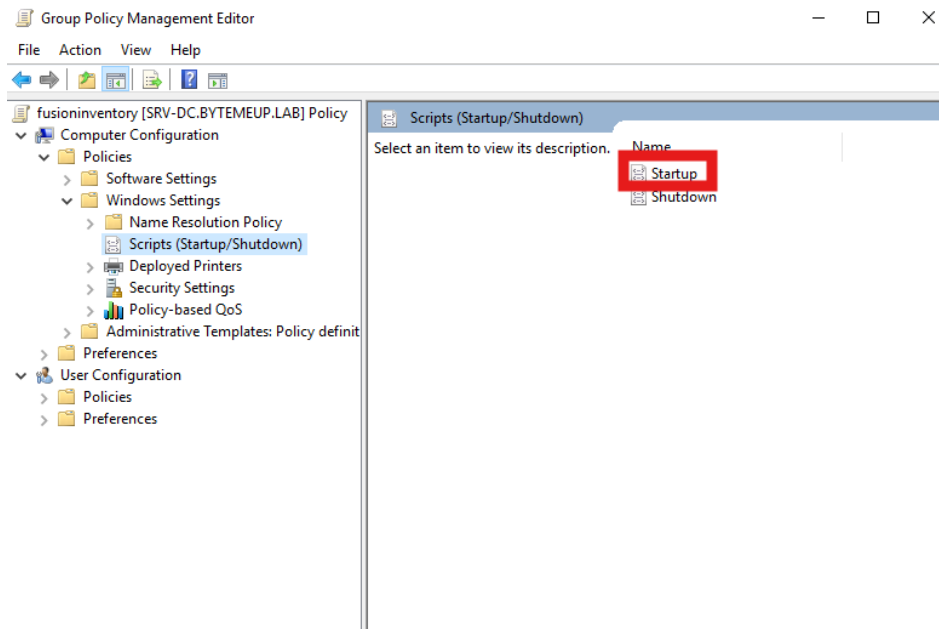 Group Policy Management Editor
File Action View Help
fusioninventory [SRV-DC.BYTEMEUP.LAB] Policy
Computer Configuration
Policies
Software Settings
Windows Settings
Name Resolution Policy
Scripts (Startup/Shutdown)
Deployed Printers
Security Settings
Policy-based QoS
Administrative Templates: Policy definit
Preferences
User Configuration
Policies
Preferences
Scripts (Startup/Shutdown)
Select an item to view its description.
Name
Startup
Shutdown